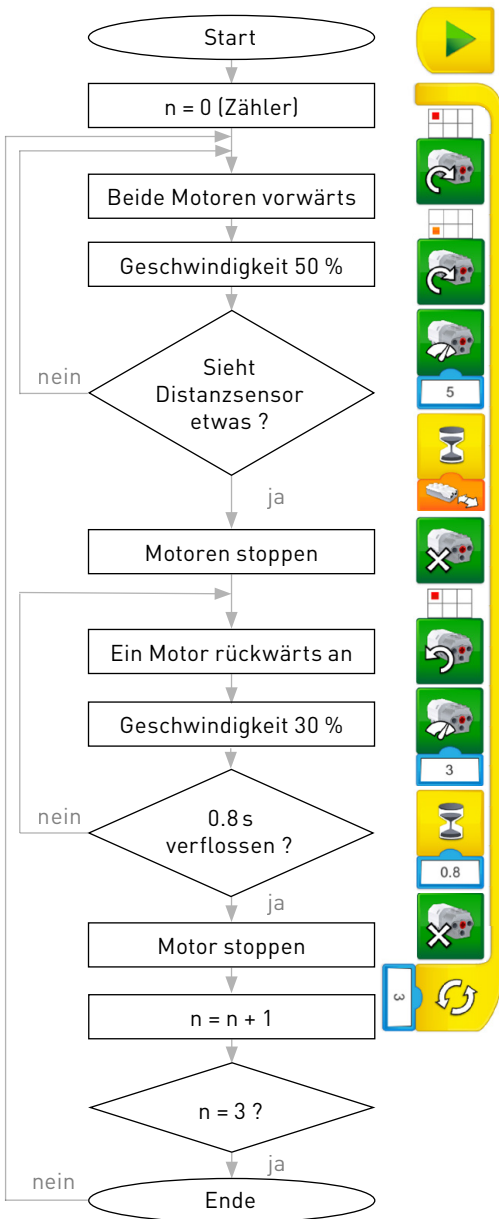 Start
n = 0 (Zähler)
Beide Motoren vorwärts
Geschwindigkeit 50 %
nein
Sieht
Distanzsensor
etwas ?
5
ja
Motoren stoppen
Ein Motor rückwärts an
Geschwindigkeit 30 %
3
nein
0.8 s
verflossen ?
0.8
ja
Motor stoppen
n = n + 1
3
n = 3 ?
nein
ja
Ende